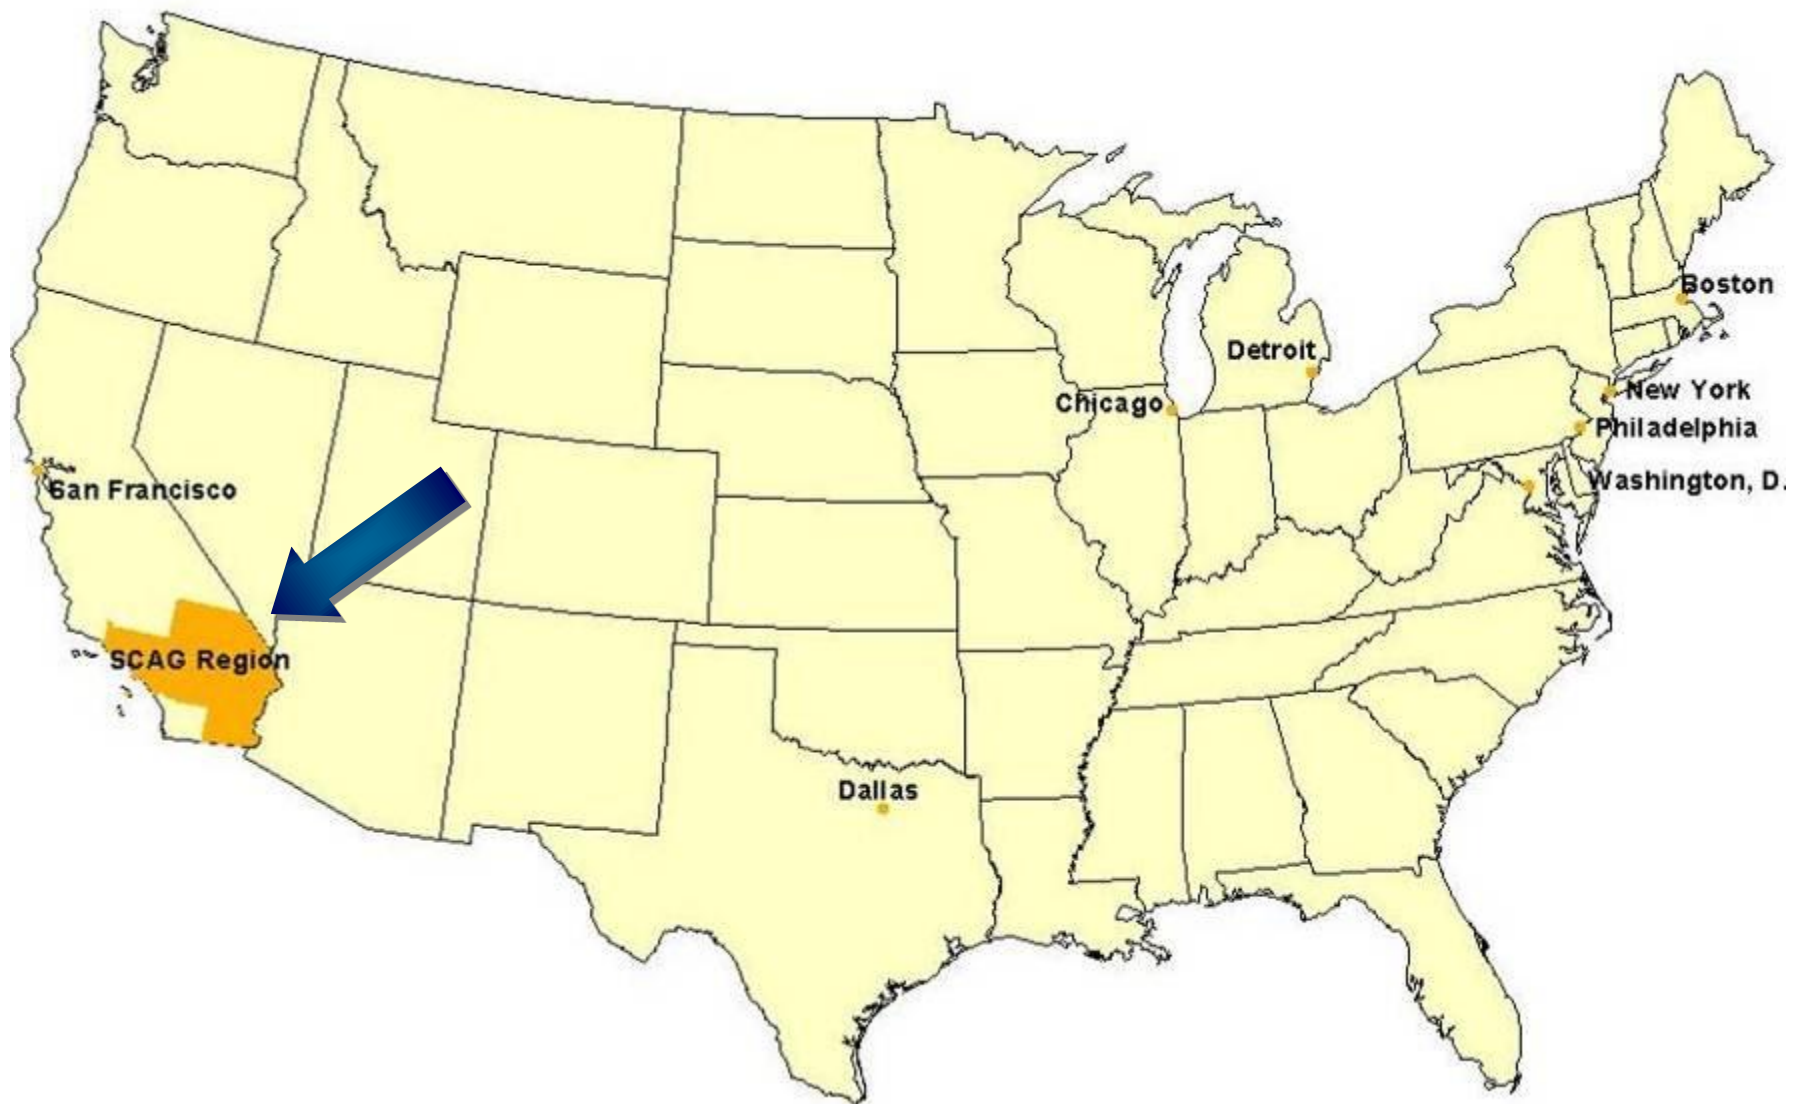 Boston
Detroit
New York
Chicago
Philadelphia
Washington, D.
San Francisco
SCAG Region
Dallas